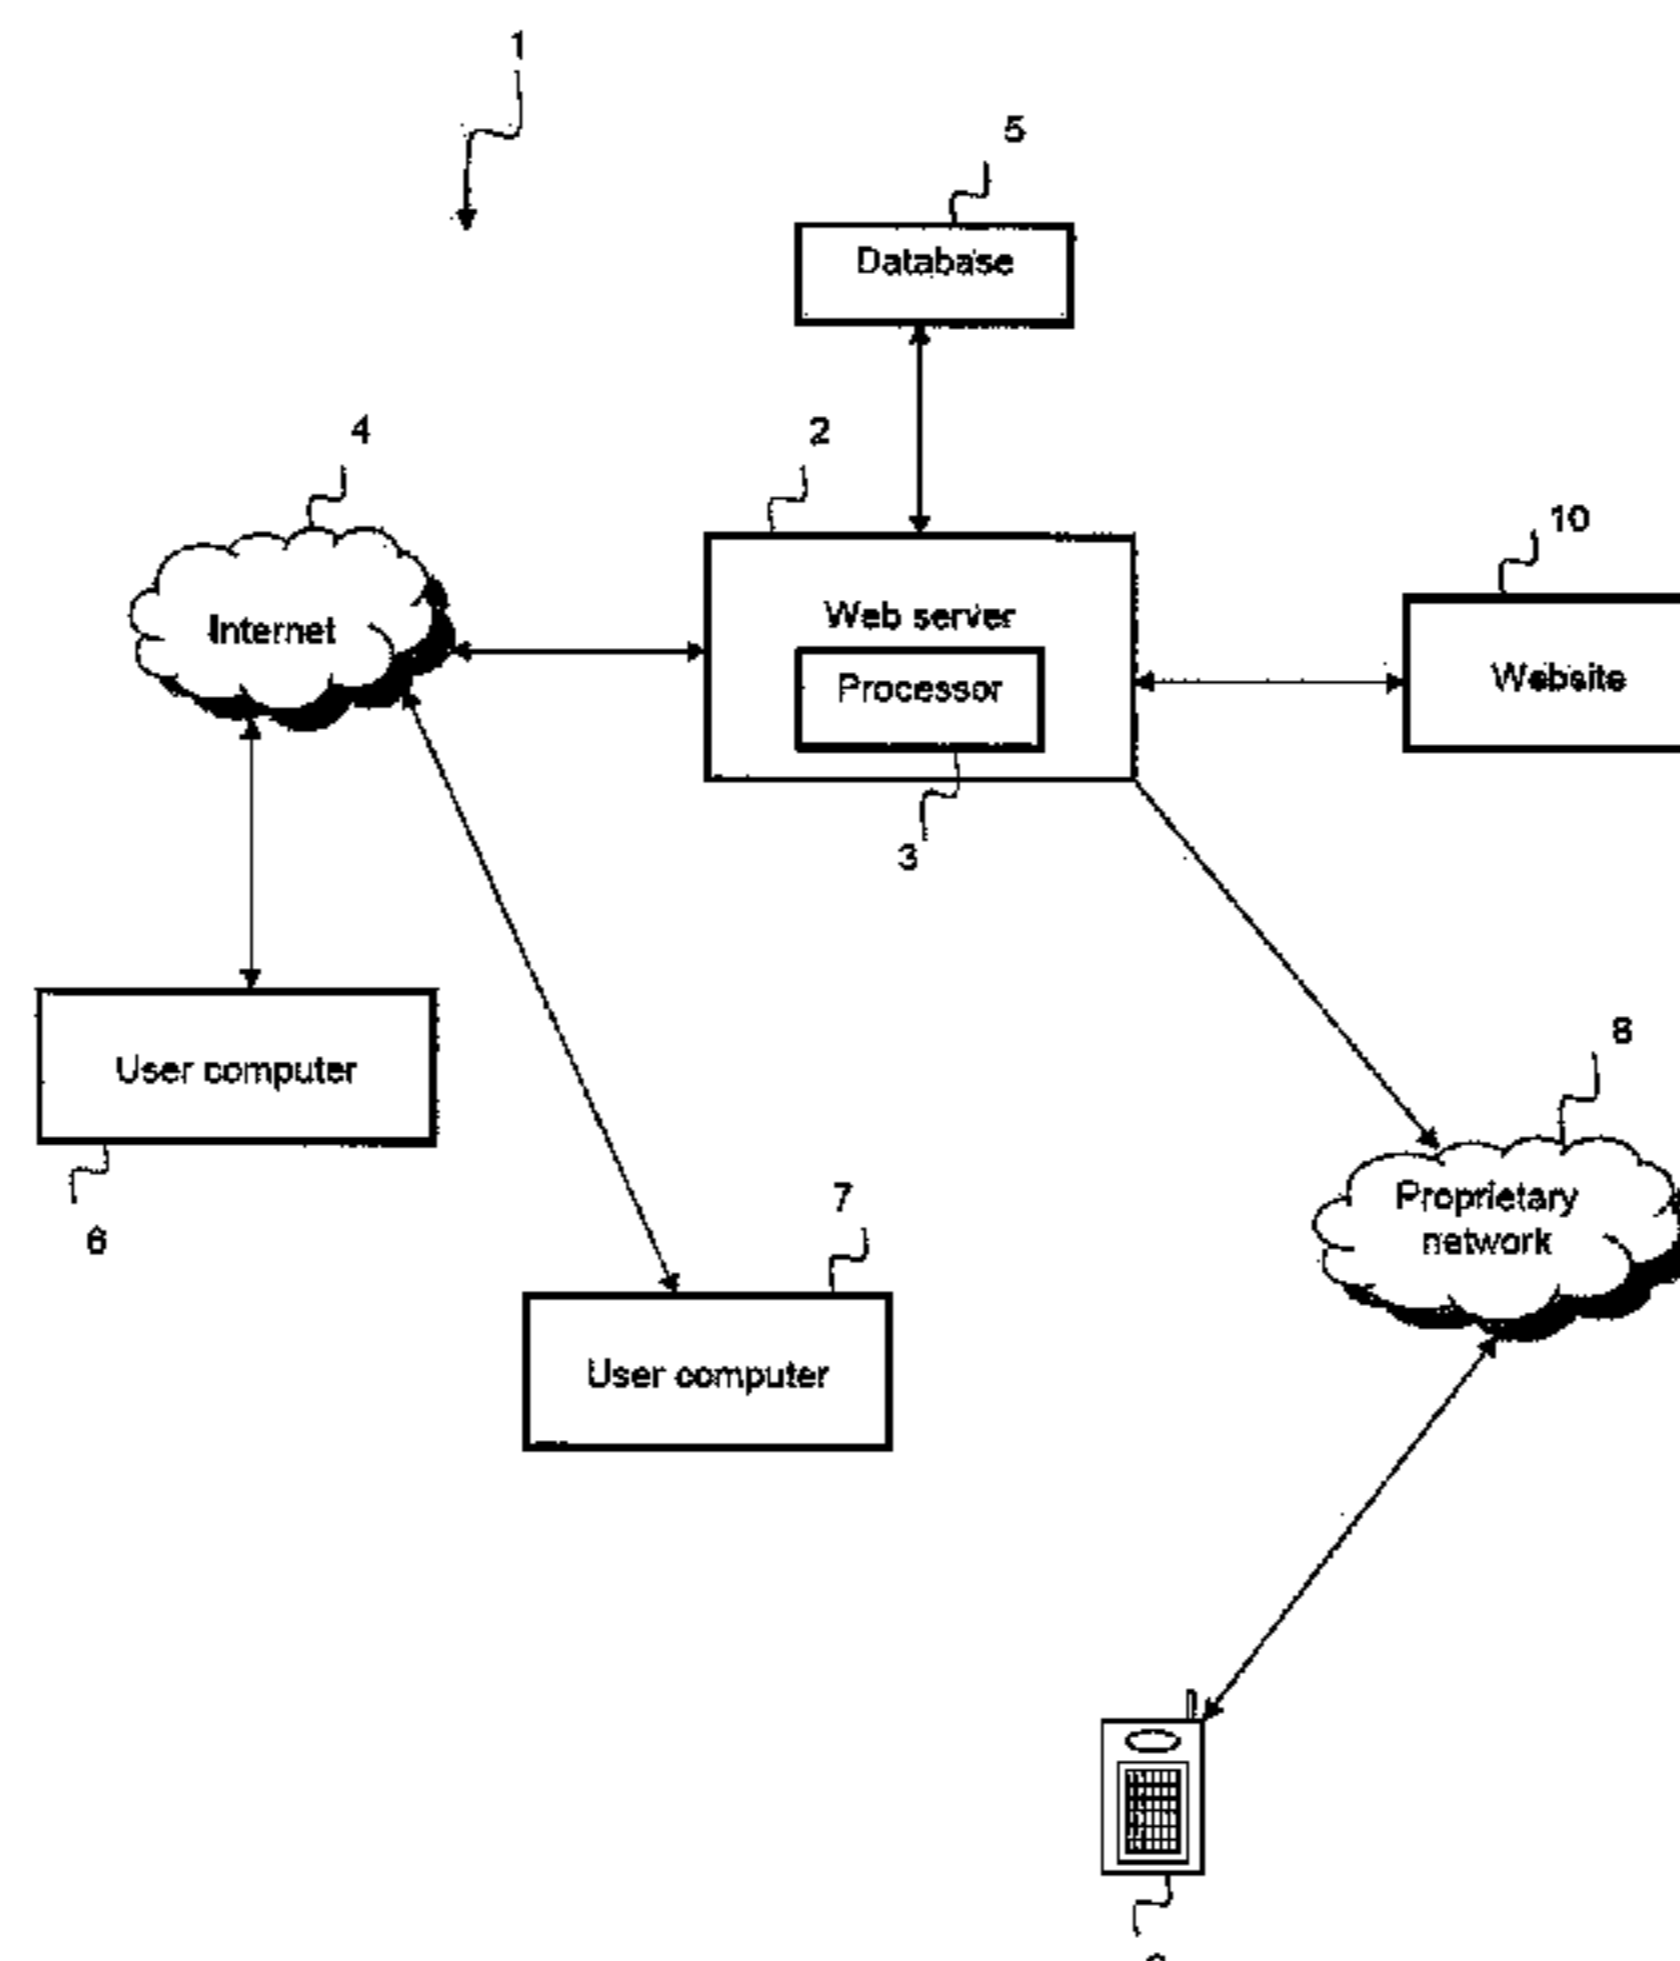 1
5
Database
4
2
10
Internet
Web server
Website
Processor
3
8
User computer
Proprietary
network
7
6
User computer